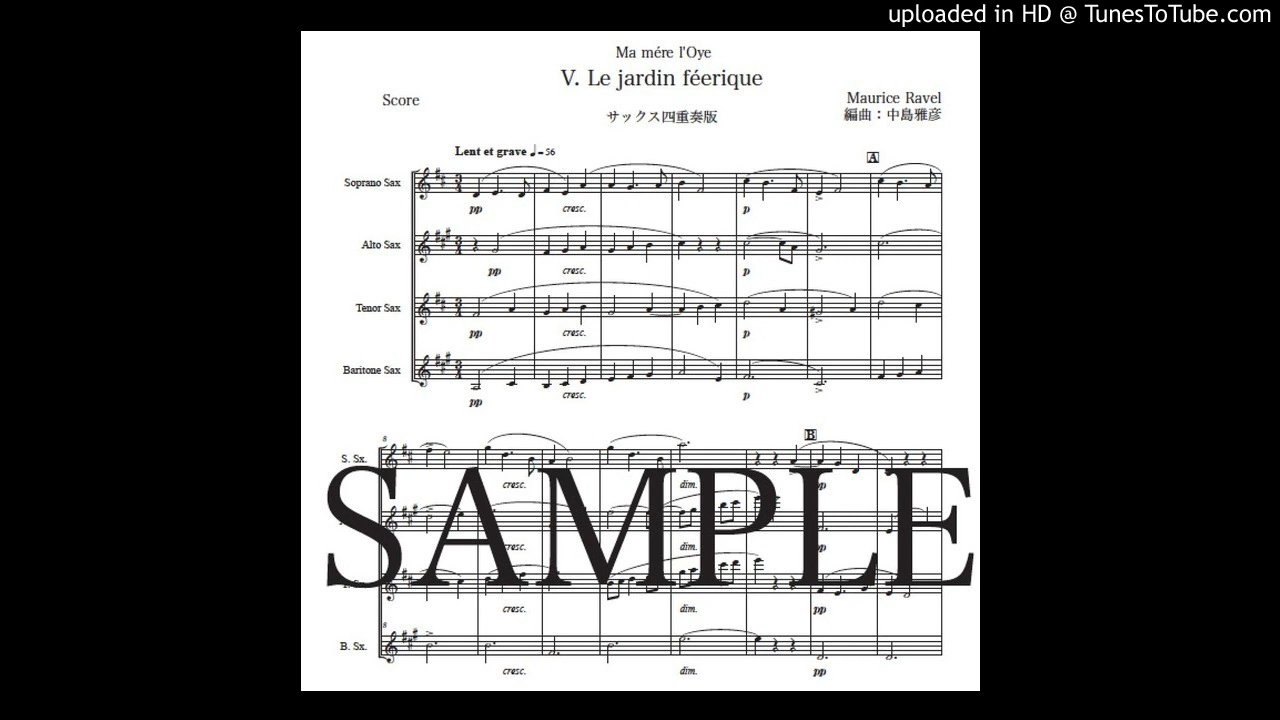 uploaded in HD @ TunesToTube.com
Ma mére l'Oye
V. Le jardin féerique
Score
Maurice Ravel
サックス四重奏版
編曲：中島雅彦
Lent et grave ♩=56
A
Soprano Sax
pp
cresc.
p
Alto Sax
pp
cresc.
p
Tenor Sax
pp
cresc.
p
Baritone Sax
pp
cresc.
p
8
B
S. Sx.
cresc.
dim.
pp
SAMPLE
cresc.
dim.
pp
cresc.
dim.
pp
8
B. Sx.
cresc.
dim.
pp